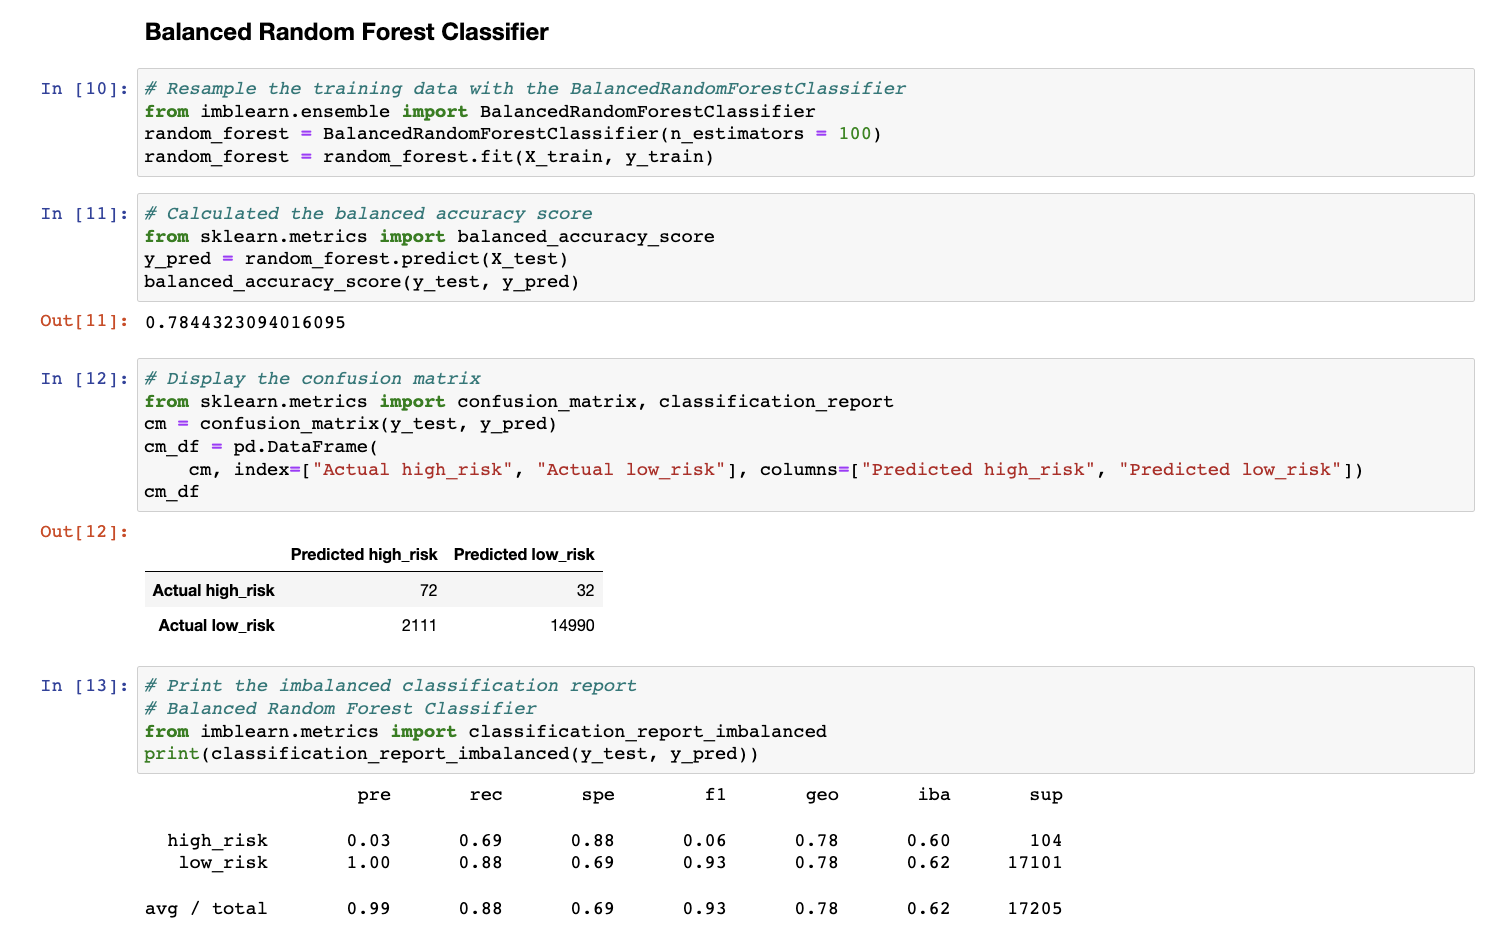 Balanced Random Forest Classifier
In [10]: # Resample the training data with the BalancedRandomForestClassifier
from imblearn.ensemble import BalancedRandomForestClassifier
random_forest = BalancedRandomForestClassifier(n_estimators = 100)
random_forest = random_forest.fit(X_train, y_train)
In [11]: # Calculated the balanced accuracy score
from sklearn.metrics import balanced_accuracy_score
y_pred = random_forest.predict(X_test)
balanced_accuracy_score(y_test, y_pred)
Out[11]: 0.7844323094016095
In [12]: # Display the confusion matrix
from sklearn.metrics import confusion_matrix, classification_report
cm = confusion_matrix(y_test, y_pred)
cm_df = pd.DataFrame(
    cm, index=["Actual high_risk", "Actual low_risk"], columns=["Predicted high_risk", "Predicted low_risk"])
cm_df
Out[12]:
Predicted high_risk Predicted low_risk
Actual high_risk 72 32
Actual low_risk 2111 14990
In [13]: # Print the imbalanced classification report
# Balanced Random Forest Classifier
from imblearn.metrics import classification_report_imbalanced
print(classification_report_imbalanced(y_test, y_pred))
pre rec spe f1 geo iba sup
high_risk 0.03 0.69 0.88 0.06 0.78 0.60 104
low_risk 1.00 0.88 0.69 0.93 0.78 0.62 17101
avg / total 0.99 0.88 0.69 0.93 0.78 0.62 17205